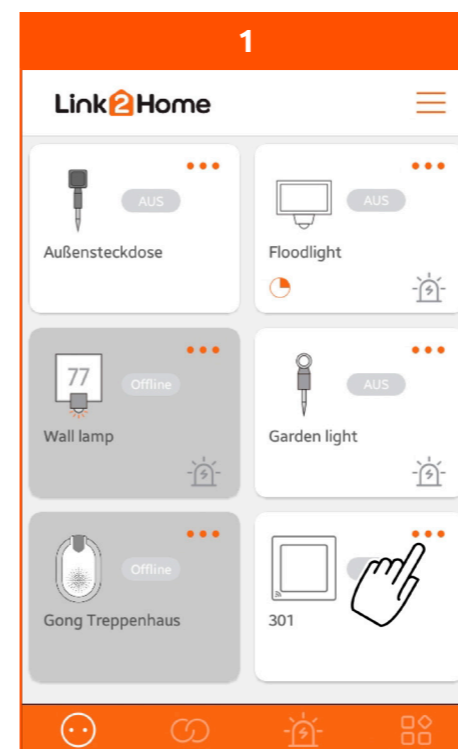 1
Link2Home
AUS
Außensteckdose
AUS
Floodlight
77
Offline
Wall lamp
AUS
Garden light
Offline
Gong Treppenhaus
301